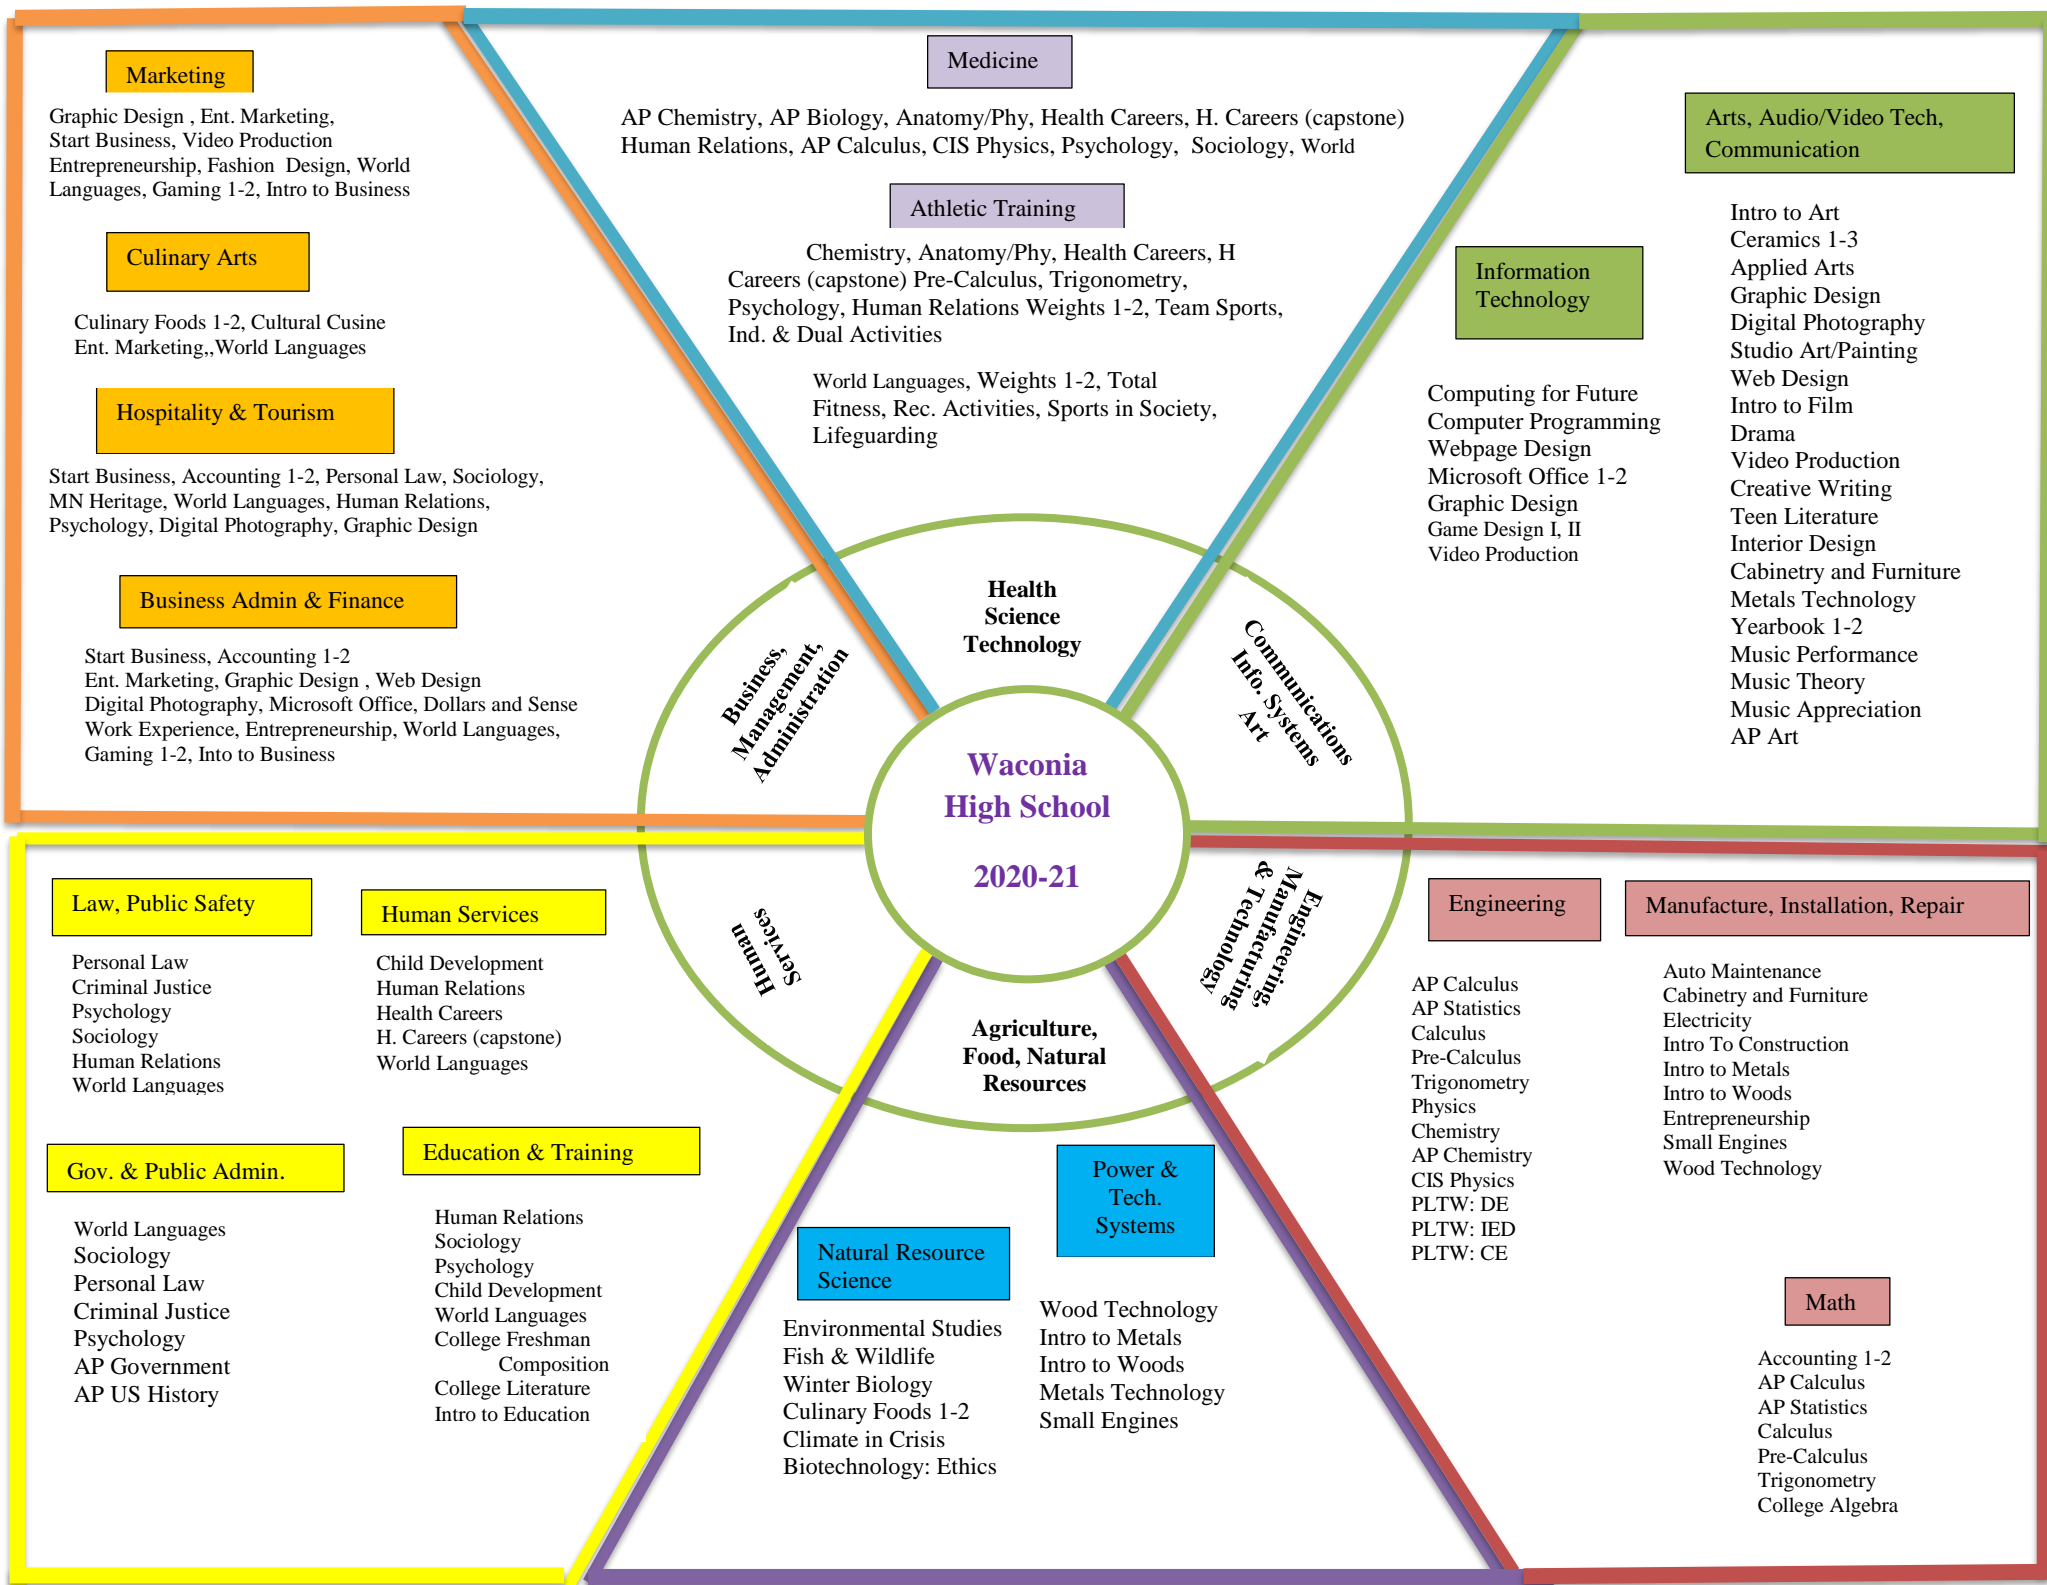 Marketing
Graphic Design , Ent. Marketing,
Start Business, Video Production
Entrepreneurship, Fashion  Design, World
Languages, Gaming 1-2, Intro to Business
Culinary Arts
Culinary Foods 1-2, Cultural Cusine
Ent. Marketing,,World Languages
Hospitality & Tourism
Start Business, Accounting 1-2, Personal Law, Sociology,
MN Heritage, World Languages, Human Relations,
Psychology, Digital Photography, Graphic Design
Business Admin & Finance
Start Business, Accounting 1-2
Ent. Marketing, Graphic Design , Web Design
Digital Photography, Microsoft Office, Dollars and Sense
Work Experience, Entrepreneurship, World Languages,
Gaming 1-2, Into to Business
Medicine
AP Chemistry, AP Biology, Anatomy/Phy, Health Careers, H. Careers (capstone)
Human Relations, AP Calculus, CIS Physics, Psychology,  Sociology, World
Athletic Training
Chemistry, Anatomy/Phy, Health Careers, H
Careers (capstone) Pre-Calculus, Trigonometry,
Psychology, Human Relations Weights 1-2, Team Sports,
Ind. & Dual Activities
World Languages, Weights 1-2, Total
Fitness, Rec. Activities, Sports in Society,
Lifeguarding
Information
Technology
Computing for Future
Computer Programming
Webpage Design
Microsoft Office 1-2
Graphic Design
Game Design I, II
Video Production
Arts, Audio/Video Tech,
Communication
Intro to Art
Ceramics 1-3
Applied Arts
Graphic Design
Digital Photography
Studio Art/Painting
Web Design
Intro to Film
Drama
Video Production
Creative Writing
Teen Literature
Interior Design
Cabinetry and Furniture
Metals Technology
Yearbook 1-2
Music Performance
Music Theory
Music Appreciation
AP Art
Business,
Management,
Administration
Health
Science
Technology
Communications
Info. Systems
Art
Waconia
High School
2020-21
Human
Services
Agriculture,
Food, Natural
Resources
Engineering,
Manufacturing
& Technology
Law, Public Safety
Personal Law
Criminal Justice
Psychology
Sociology
Human Relations
World Languages
Human Services
Child Development
Human Relations
Health Careers
H. Careers (capstone)
World Languages
Gov. & Public Admin.
World Languages
Sociology
Personal Law
Criminal Justice
Psychology
AP Government
AP US History
Education & Training
Human Relations
Sociology
Psychology
Child Development
World Languages
College Freshman
Composition
College Literature
Intro to Education
Natural Resource
Science
Environmental Studies
Fish & Wildlife
Winter Biology
Culinary Foods 1-2
Climate in Crisis
Biotechnology: Ethics
Power &
Tech.
Systems
Wood Technology
Intro to Metals
Intro to Woods
Metals Technology
Small Engines
Engineering
AP Calculus
AP Statistics
Calculus
Pre-Calculus
Trigonometry
Physics
Chemistry
AP Chemistry
CIS Physics
PLTW: DE
PLTW: IED
PLTW: CE
Manufacture, Installation, Repair
Auto Maintenance
Cabinetry and Furniture
Electricity
Intro To Construction
Intro to Metals
Intro to Woods
Entrepreneurship
Small Engines
Wood Technology
Math
Accounting 1-2
AP Calculus
AP Statistics
Calculus
Pre-Calculus
Trigonometry
College Algebra